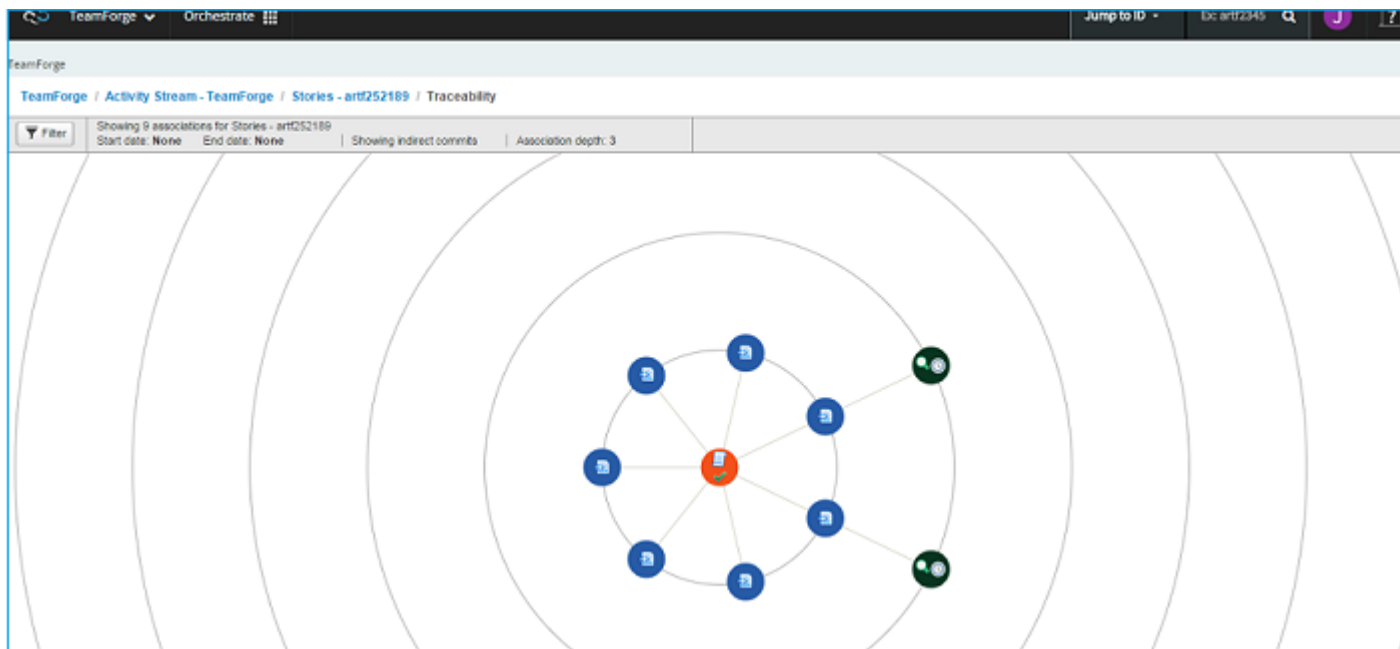 TeamForge Orchestrate Jump to ID Ex: artf2345 J ?
TeamForge
TeamForge / Activity Stream - TeamForge / Stories - artf252189 / Traceability
Filter
Showing 9 associations for Stories - artf252189
Start date: None End date: None | Showing indirect commits | Association depth: 3